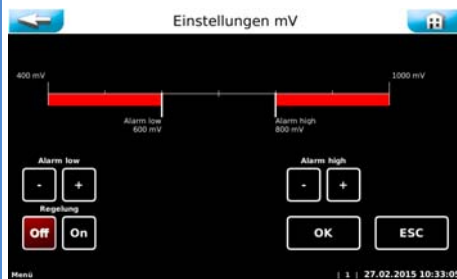 Einstellungen mV
400 mV
1000 mV
Alarm low
600 mV
Alarm high
800 mV
Alarm low
Alarm high
- +
- +
Regelung
Off On
OK
ESC
Menü
| 1 | 27.02.2015 10:33:05